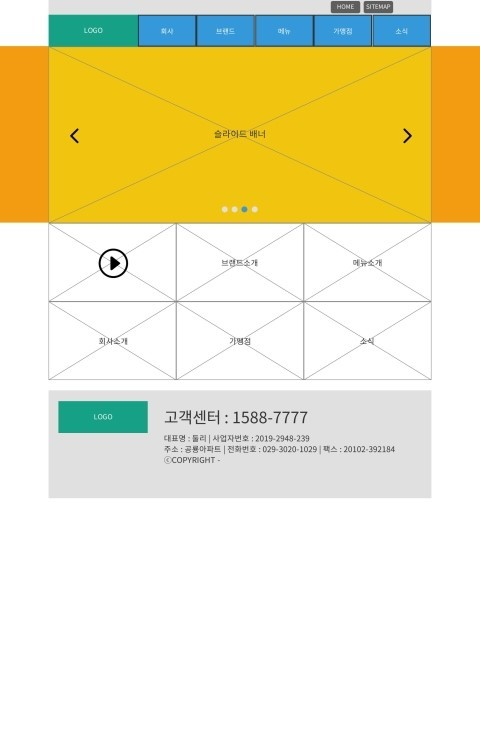 HOME SITEMAP
LOGO 회사 브랜드 메뉴 가맹점 소식
슬라이드 배너
브랜드소개 메뉴소개
회사소개 가맹점 소식
LOGO
고객센터 : 1588-7777
대표명 : 둘리 | 사업자번호 : 2019-2948-239
주소 : 공룡아파트 | 전화번호 : 029-3020-1029 | 팩스 : 20102-392184
ⓒCOPYRIGHT -